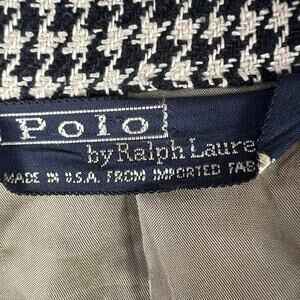 Polo
by Ralph Laure
MADE IN U.S.A. FROM IMPORTED FAB